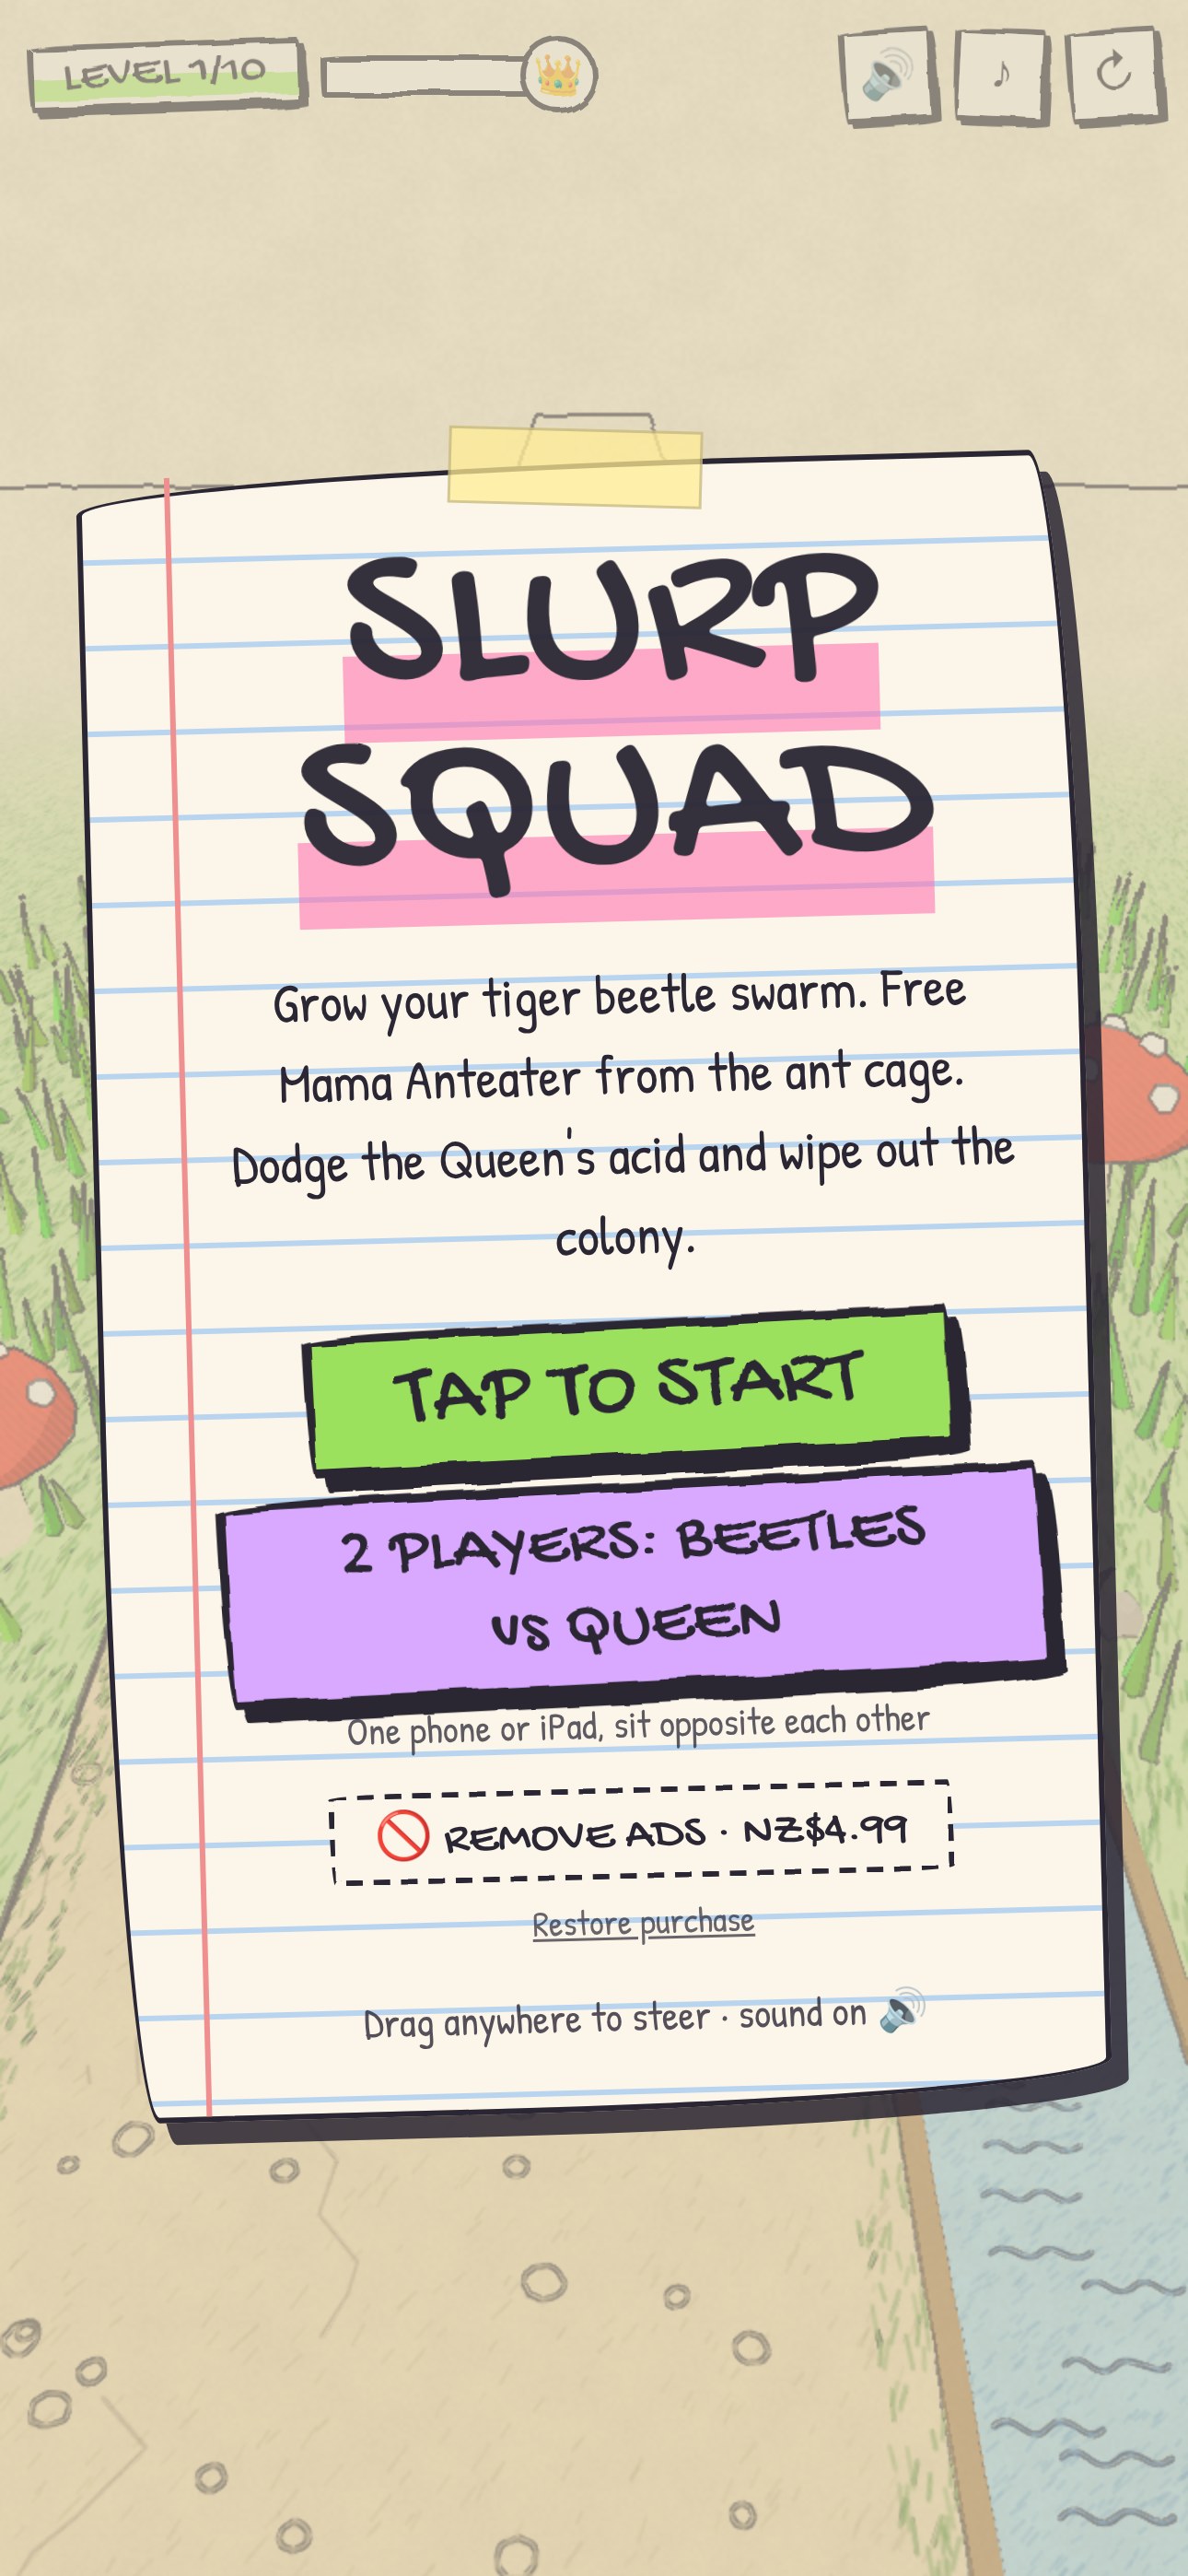 LEVEL 1/10
SLURP
SQUAD
Grow your tiger beetle swarm. Free
Mama Anteater from the ant cage.
Dodge the Queen's acid and wipe out the
colony.
TAP TO START
2 PLAYERS: BEETLES
VS QUEEN
One phone or iPad, sit opposite each other
🚫 REMOVE ADS · NZ$4.99
Restore purchase
Drag anywhere to steer · sound on 🔊